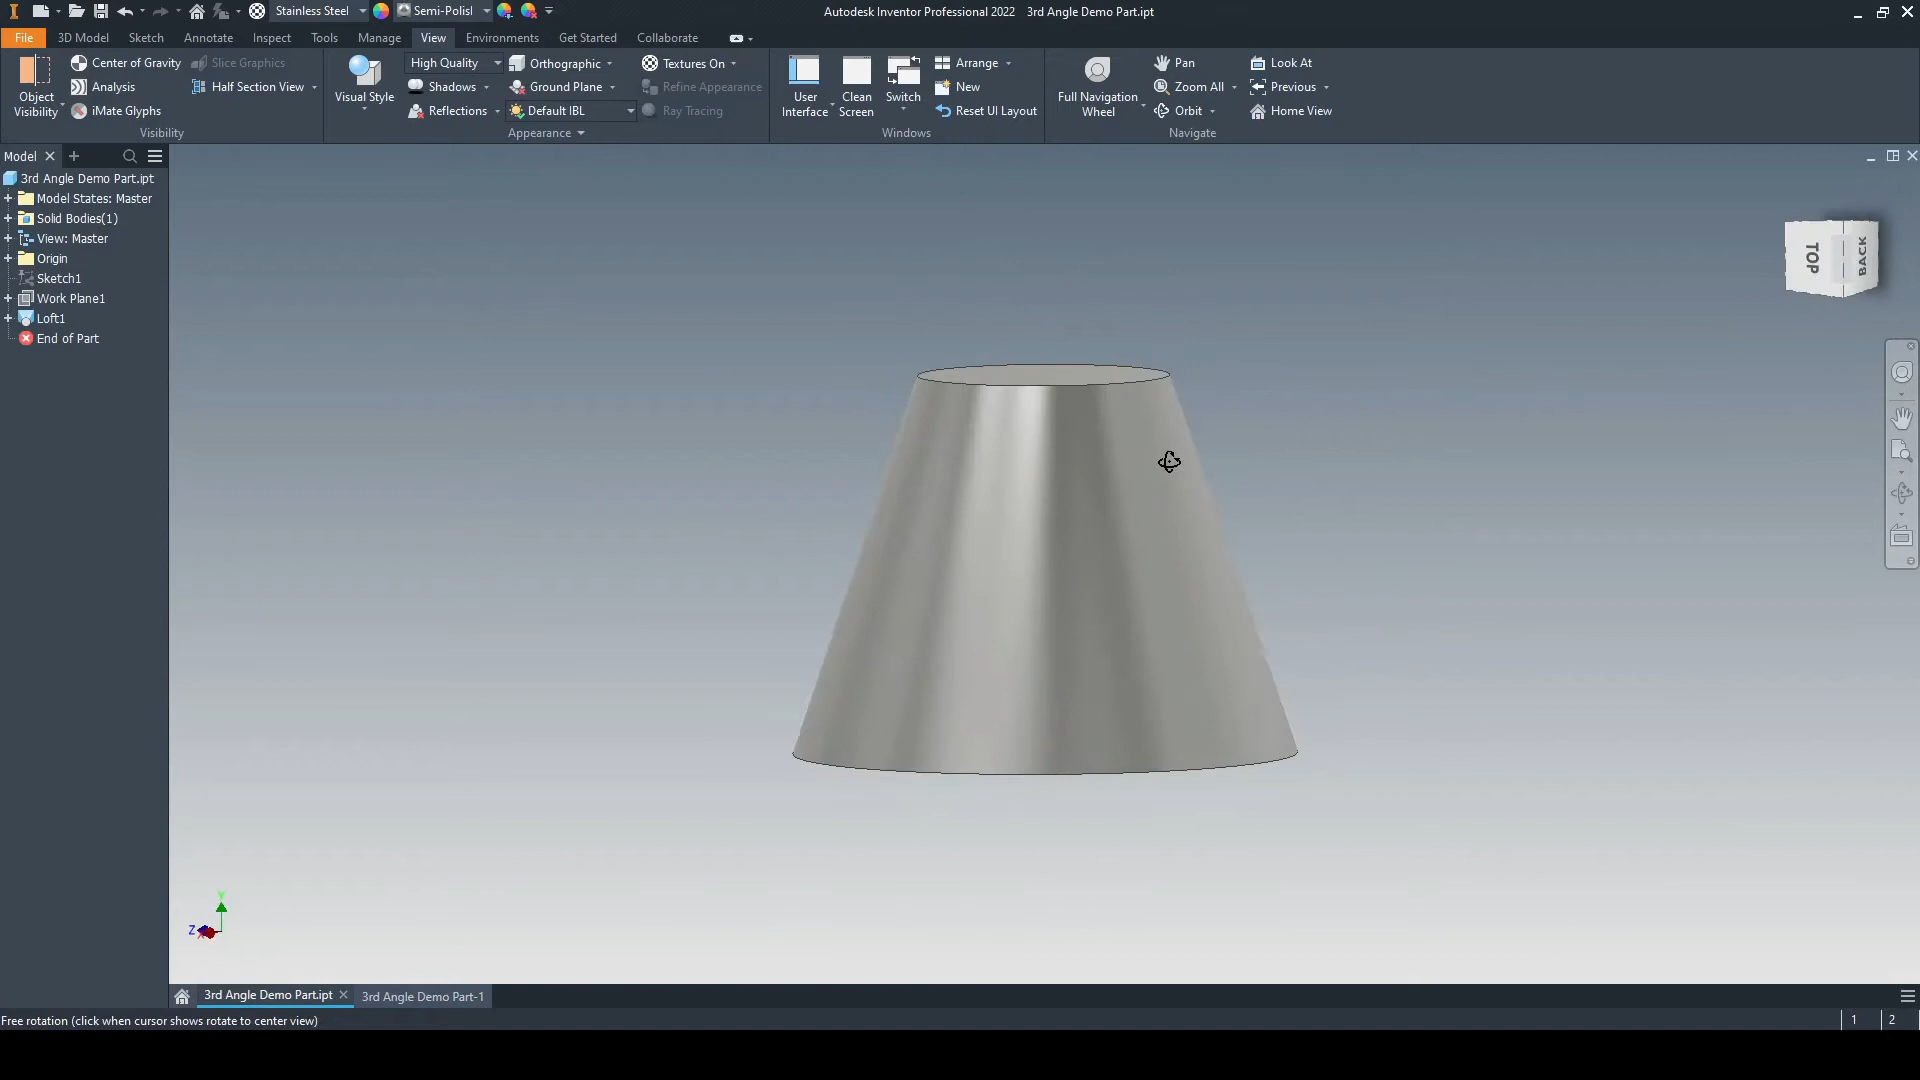 Stainless Steel
Semi-Polisl
Autodesk Inventor Professional 2022 3rd Angle Demo Part.ipt
File 3D Model Sketch Annotate Inspect Tools Manage View Environments Get Started Collaborate
Object Visibility
Center of Gravity
Analysis
iMate Glyphs
Slice Graphics
Half Section View
Visibility
Visual Style
High Quality
Shadows
Reflections
Orthographic
Ground Plane
Default IBL
Textures On
Refine Appearance
Ray Tracing
Appearance
User Interface
Clean Screen
Switch
Arrange
New
Reset UI Layout
Windows
Full Navigation Wheel
Pan
Zoom All
Orbit
Look At
Previous
Home View
Navigate
Model
3rd Angle Demo Part.ipt
Model States: Master
Solid Bodies(1)
View: Master
Origin
Sketch1
Work Plane1
Loft1
End of Part
TOP
BACK
Y
Z
3rd Angle Demo Part.ipt 3rd Angle Demo Part-1
Free rotation (click when cursor shows rotate to center view)
1 2